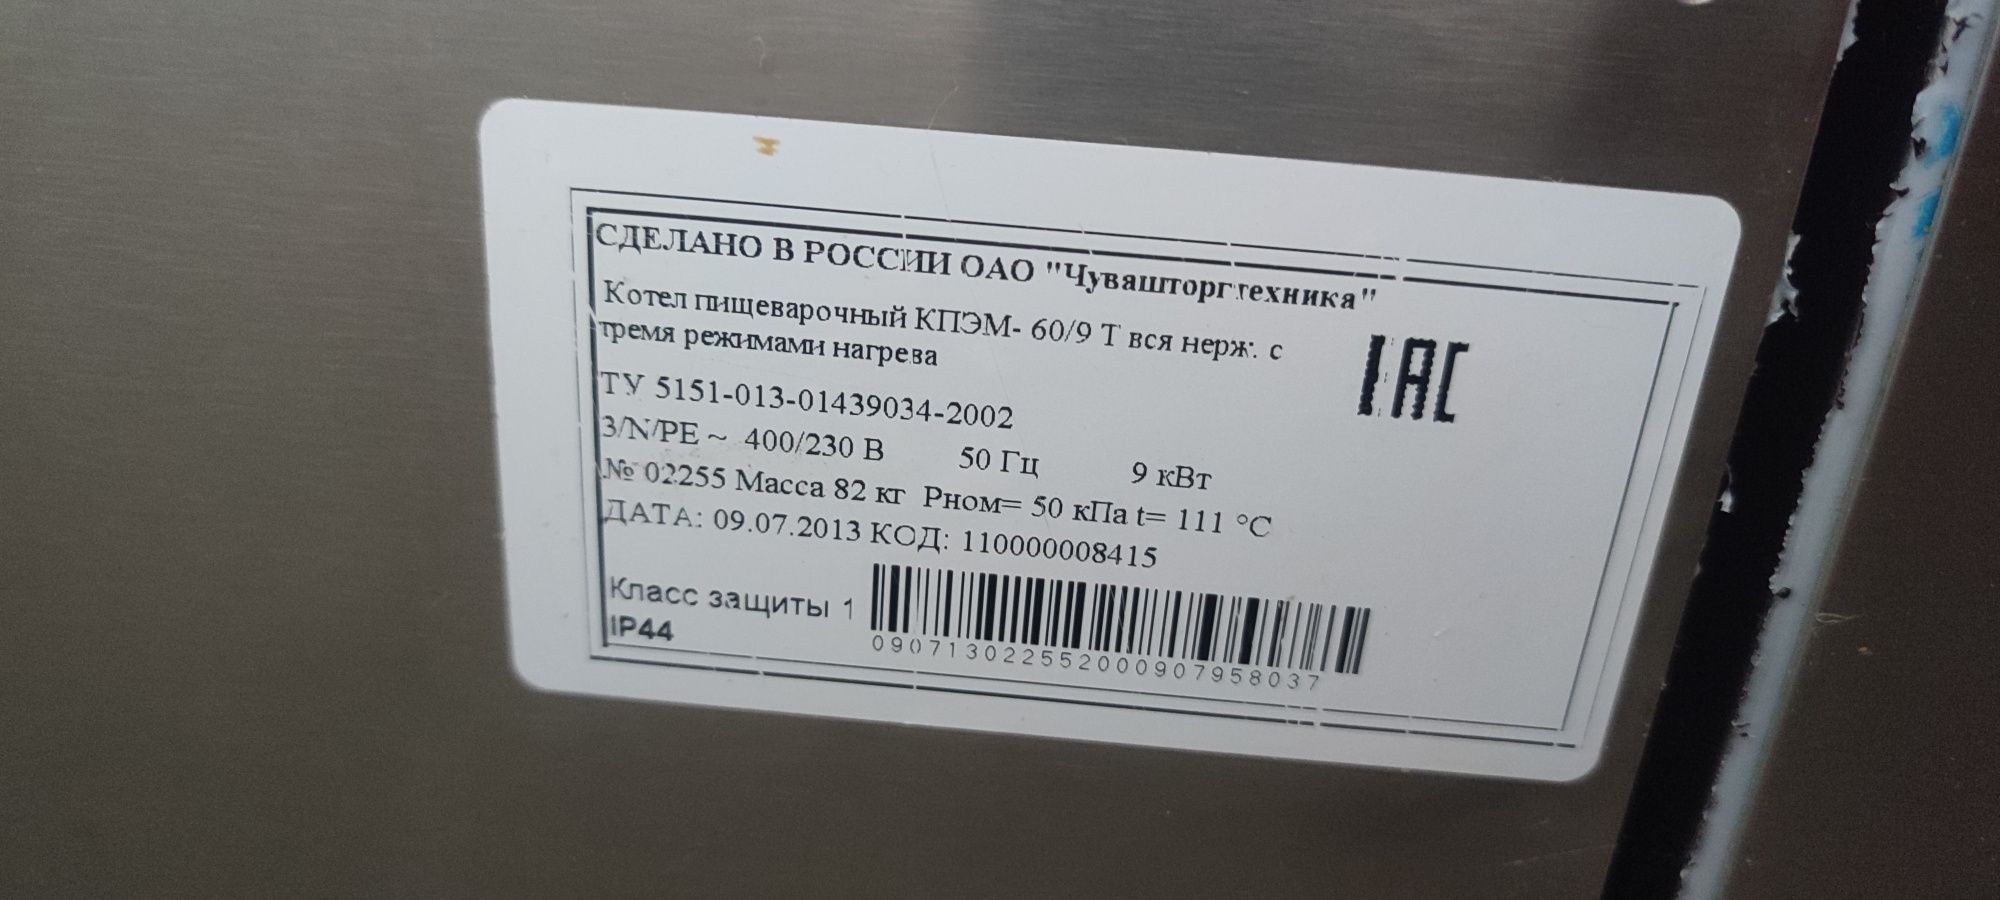 СДЕЛАНО В РОССИИ ОАО "Чувашторгтехника"
Котел пищеварочный КПЭМ- 60/9 Т вся нерж. с
тремя режимами нагрева
EAC
ТУ 5151-013-01439034-2002
3/N/PE ~ 400/230 В 50 Гц 9 кВт
№ 02255 Масса 82 кг Рном= 50 кПа t= 111 °C
ДАТА: 09.07.2013 КОД: 110000008415
Класс защиты 1
IP44
090713022552000907958037